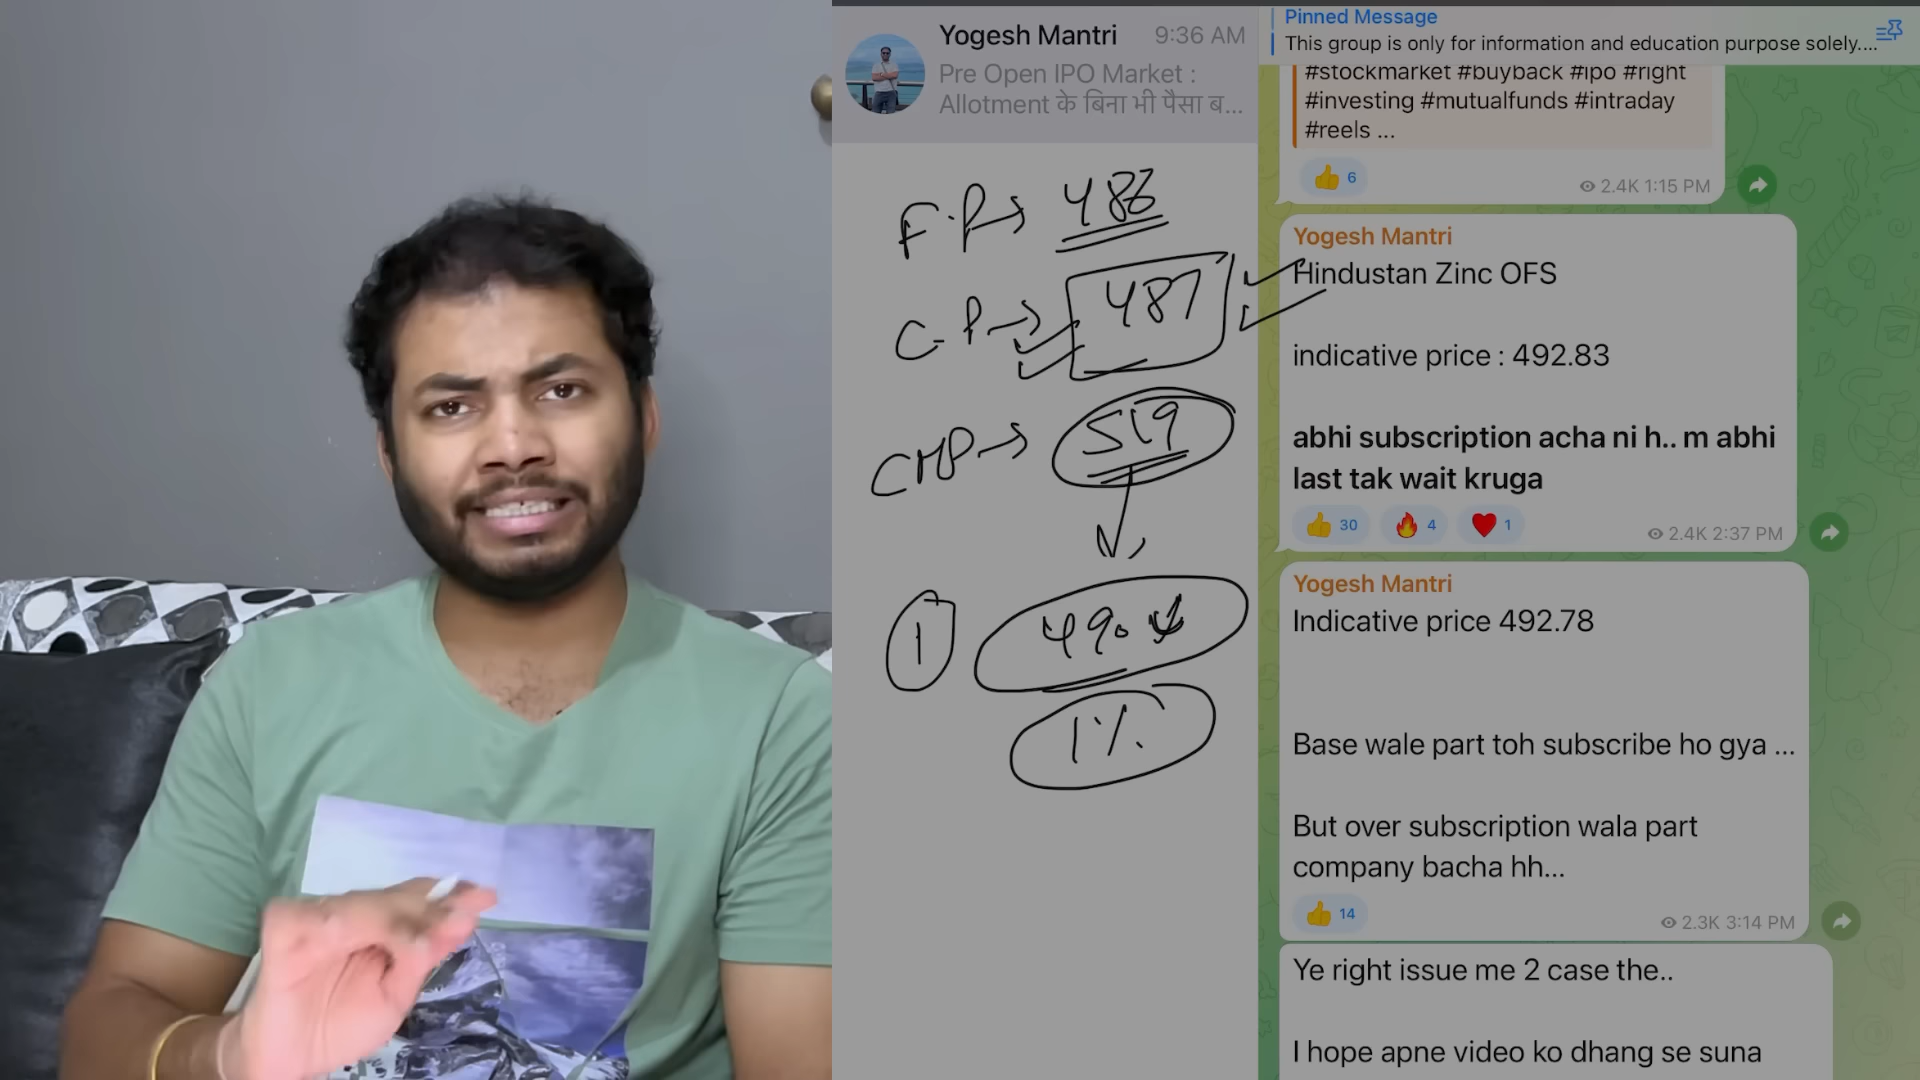 Yogesh Mantri 9:36 AM
Pre Open IPO Market :
Allotment के बिना भी पैसा ब...
F.P→ 486
C.P→ 487
CMP→ 519
1 490
1%
Pinned Message
This group is only for information and education purpose solely....
#stockmarket #buyback #ipo #right
#investing #mutualfunds #intraday
#reels ...
👍 6
2.4K 1:15 PM
Yogesh Mantri
Hindustan Zinc OFS
indicative price : 492.83
abhi subscription acha ni h.. m abhi
last tak wait kruga
👍 30 🔥 4 ❤️ 1
2.4K 2:37 PM
Yogesh Mantri
Indicative price 492.78
Base wale part toh subscribe ho gya ...
But over subscription wala part
company bacha hh...
👍 14
2.3K 3:14 PM
Ye right issue me 2 case the..
I hope apne video ko dhang se suna